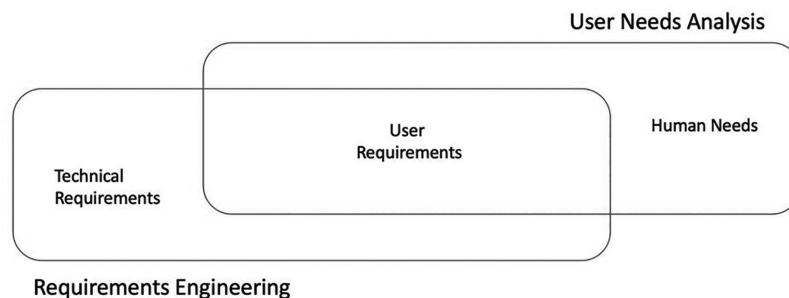 User Needs Analysis
User
Requirements
Human Needs
Technical
Requirements
Requirements Engineering